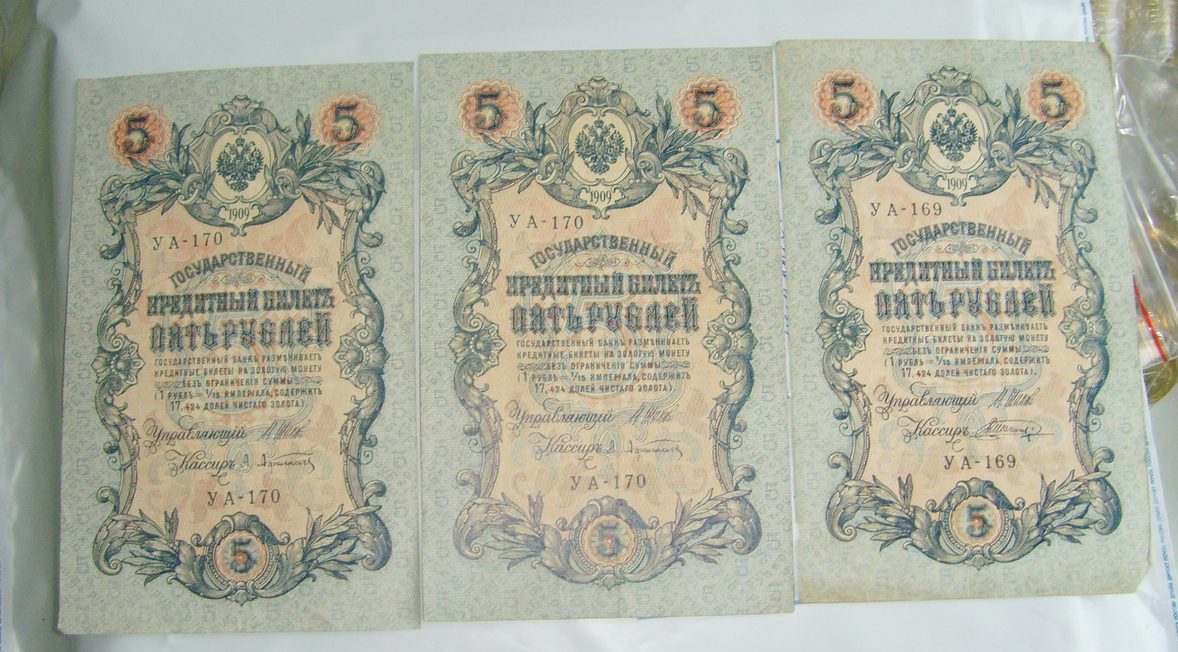 5 5
1909
УА-170
ГОСУДАРСТВЕННЫЙ
КРЕДИТНЫЙ БИЛЕТЪ
ПЯТЬ РУБЛЕЙ
ГОСУДАРСТВЕННЫЙ БАНКЪ РАЗМѢНИВАЕТЪ
КРЕДИТНЫЕ БИЛЕТЫ НА ЗОЛОТУЮ МОНЕТУ
БЕЗЪ ОГРАНИЧЕНІЯ СУММЫ
(1 РУБЛЬ = 1/15 ИМПЕРІАЛА, СОДЕРЖИТЪ
17,424 ДОЛЕЙ ЧИСТАГО ЗОЛОТА).
Управляющій
Кассиръ
УА-170
5
5 5
1909
УА-170
ГОСУДАРСТВЕННЫЙ
КРЕДИТНЫЙ БИЛЕТЪ
ПЯТЬ РУБЛЕЙ
ГОСУДАРСТВЕННЫЙ БАНКЪ РАЗМѢНИВАЕТЪ
КРЕДИТНЫЕ БИЛЕТЫ НА ЗОЛОТУЮ МОНЕТУ
БЕЗЪ ОГРАНИЧЕНІЯ СУММЫ
(1 РУБЛЬ = 1/15 ИМПЕРІАЛА, СОДЕРЖИТЪ
17,424 ДОЛЕЙ ЧИСТАГО ЗОЛОТА).
Управляющій
Кассиръ
УА-170
5
5 5
1909
УА-169
ГОСУДАРСТВЕННЫЙ
КРЕДИТНЫЙ БИЛЕТЪ
ПЯТЬ РУБЛЕЙ
ГОСУДАРСТВЕННЫЙ БАНКЪ РАЗМѢНИВАЕТЪ
КРЕДИТНЫЕ БИЛЕТЫ НА ЗОЛОТУЮ МОНЕТУ
БЕЗЪ ОГРАНИЧЕНІЯ СУММЫ
(1 РУБЛЬ = 1/15 ИМПЕРІАЛА, СОДЕРЖИТЪ
17,424 ДОЛЕЙ ЧИСТАГО ЗОЛОТА).
Управляющій
Кассиръ
УА-169
5